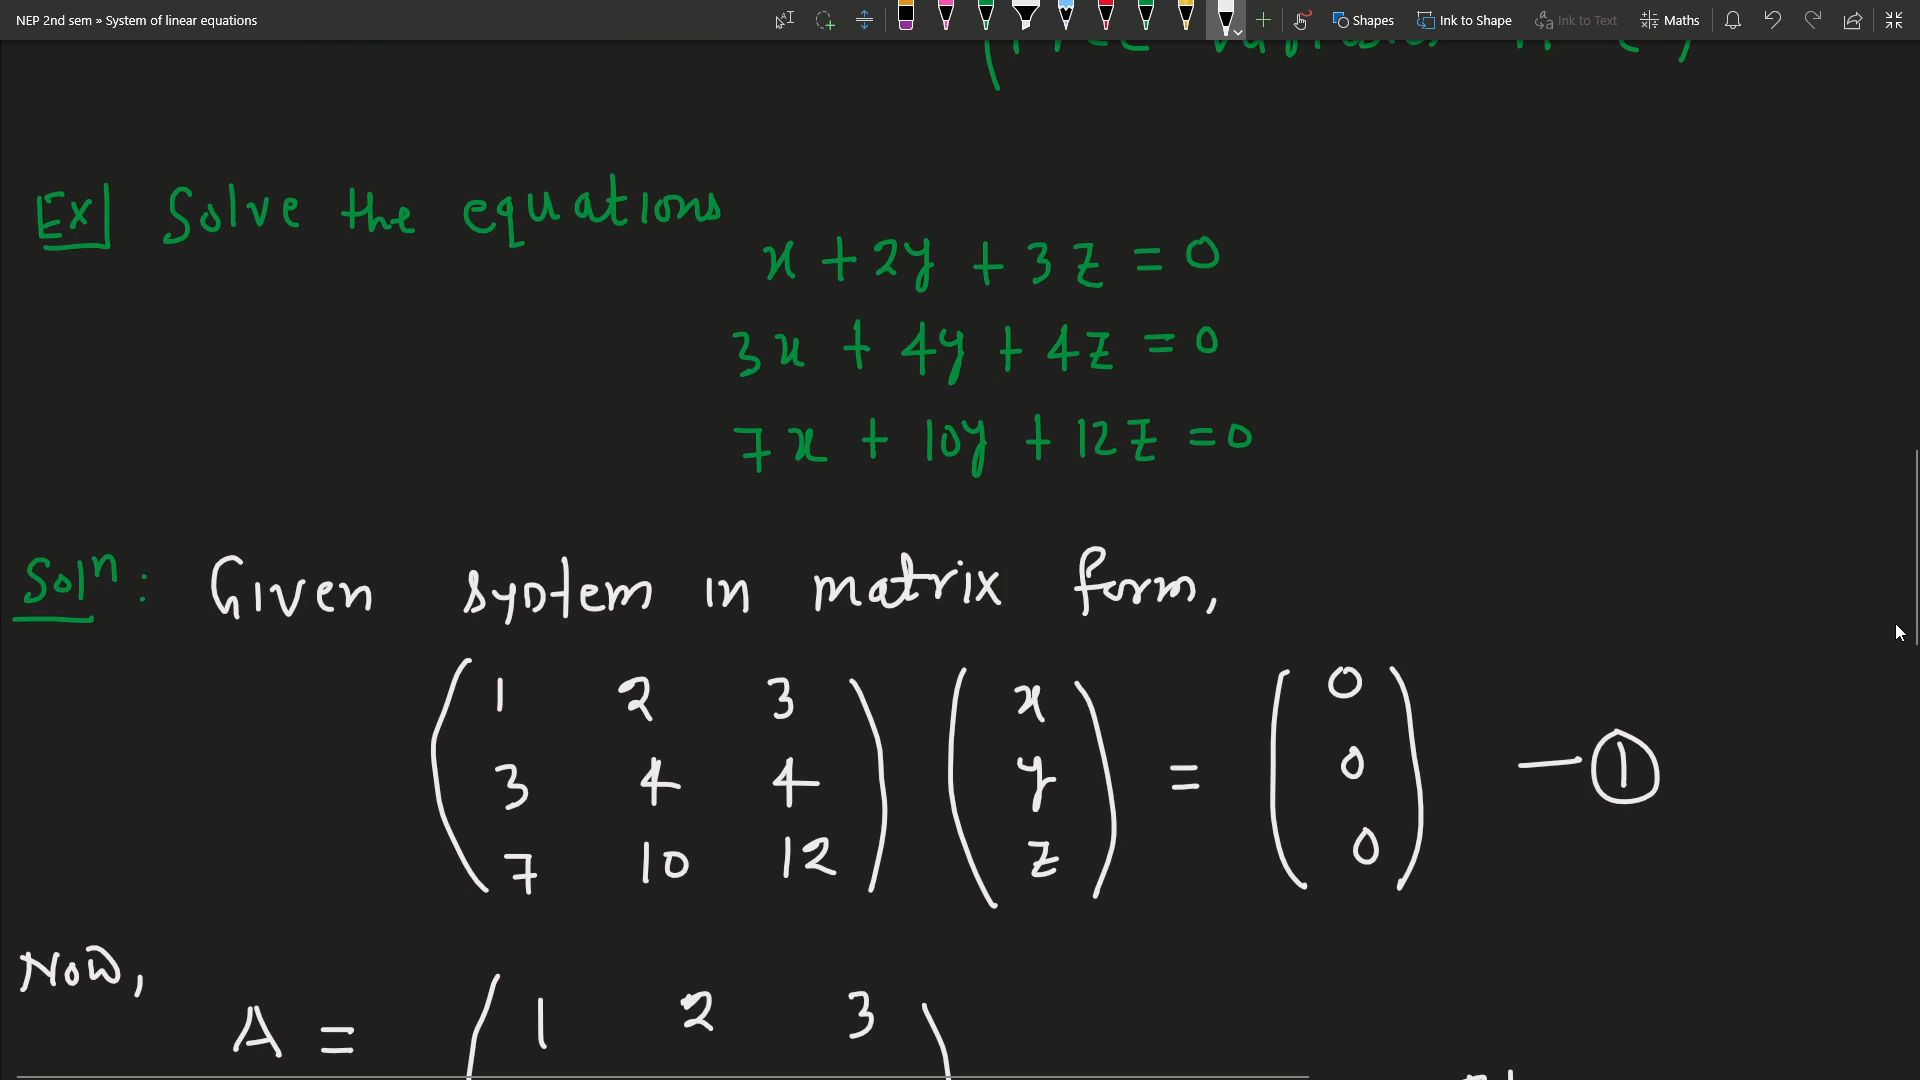 NEP 2nd sem » System of linear equations
Shapes Ink to Shape Ink to Text Maths
Ex] Solve the equations
x + 2y + 3z = 0
3x + 4y + 4z = 0
7x + 10y + 12z = 0
Solⁿ: Given system in matrix form,
1 2 3 x 0
3 4 4 y = 0 — ①
7 10 12 z 0
Now,
A = 1 2 3